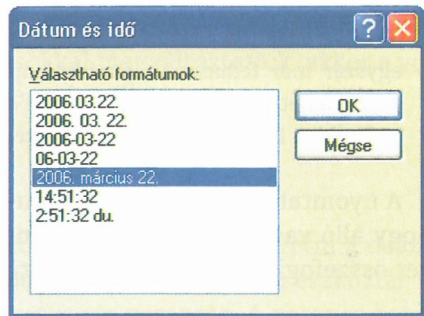 Dátum és idő
Választható formátumok:
2006.03.22.
2006. 03. 22.
2006-03-22
06-03-22
2006. március 22.
14:51:32
2:51:32 du.
OK
Mégse